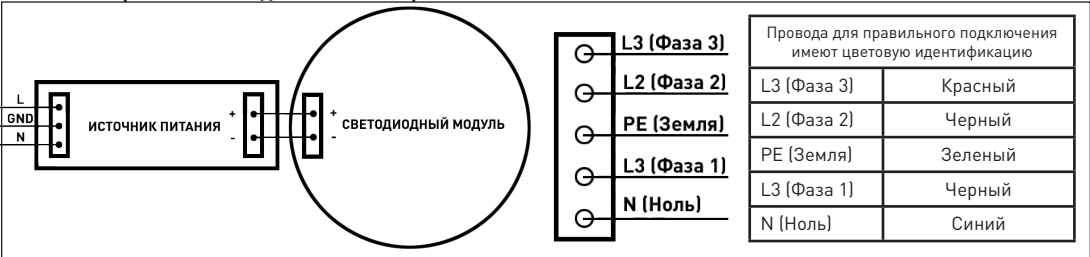 L
GND
N
ИСТОЧНИК ПИТАНИЯ
+
-
+
-
СВЕТОДИОДНЫЙ МОДУЛЬ
L3 (Фаза 3)
L2 (Фаза 2)
PE (Земля)
L3 (Фаза 1)
N (Ноль)
Провода для правильного подключения
имеют цветовую идентификацию
L3 (Фаза 3) Красный
L2 (Фаза 2) Черный
PE (Земля) Зеленый
L3 (Фаза 1) Черный
N (Ноль) Синий